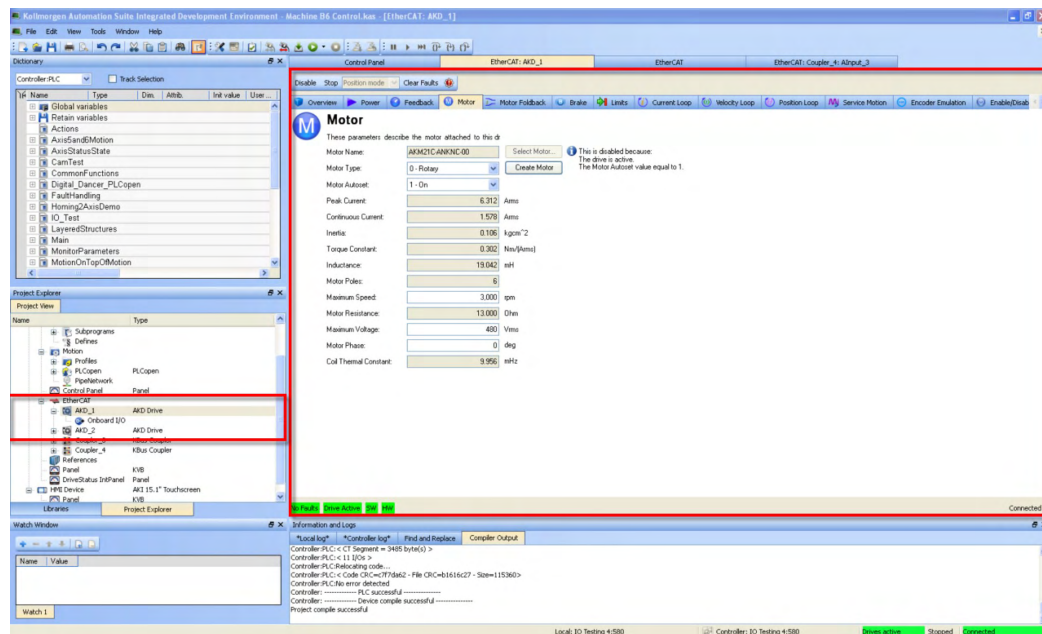 Kollmorgen Automation Suite Integrated Development Environment - Machine B6 Control.kas - [EtherCAT: AKD_1]
File Edit View Tools Window Help
Dictionary
Controller:PLC Track Selection
Name Type Dim. Attrib. Init value User ...
Global variables
Retain variables
Actions
Axis5and6Motion
AxisStatusState
CamTest
CommonFunctions
Digital_Dancer_PLCopen
FaultHandling
Homing2AxisDemo
IO_Test
LayeredStructures
Main
MonitorParameters
MotionOnTopOfMotion
Project Explorer
Project View
Name Type
Subprograms
Defines
Motion
Profiles
PLCopen PLCopen
PipeNetwork
Control Panel Panel
EtherCAT
AKD_1 AKD Drive
Onboard I/O
AKD_2 AKD Drive
Coupler_3 KBus Coupler
Coupler_4 KBus Coupler
References
Panel KVB
DriveStatus IntPanel Panel
HMI Device AKI 15.1" Touchscreen
Panel KVB
Libraries Project Explorer
Watch Window
Name Value
Watch 1
Control Panel EtherCAT: AKD_1 EtherCAT EtherCAT: Coupler_4: AInput_3
Disable Stop Position mode Clear Faults
Overview Power Feedback Motor Motor Foldback Brake Limits Current Loop Velocity Loop Position Loop Service Motion Encoder Emulation Enable/Disab
Motor
These parameters describe the motor attached to this dr
Motor Name: AKM21C-ANKNC-00 Select Motor... This is disabled because:
The drive is active.
The Motor Autoset value equal to 1.
Motor Type: 0 - Rotary Create Motor
Motor Autoset: 1 - On
Peak Current: 6.312 Arms
Continuous Current: 1.578 Arms
Inertia: 0.106 kgcm^2
Torque Constant: 0.302 Nm/(Arms)
Inductance: 19.042 mH
Motor Poles: 6
Maximum Speed: 3,000 rpm
Motor Resistance: 13.000 Ohm
Maximum Voltage: 480 Vrms
Motor Phase: 0 deg
Coil Thermal Constant: 9.956 mHz
No Faults Drive Active SW HW Connected
Information and Logs
*Local log* *Controller log* Find and Replace Compiler Output
Controller:PLC:< CT Segment = 3485 byte(s) >
Controller:PLC:< 11 I/Os >
Controller:PLC:Relocating code...
Controller:PLC:< Code CRC=c7f7da62 - File CRC=b1616c27 - Size=115360>
Controller:PLC:No error detected
Controller: ------------- PLC successful ---------------
Controller: ------------- Device compile successful ---------------
Project compile successful
Local: IO Testing 4:580 Controller: IO Testing 4:580 Drives active Stopped Connected